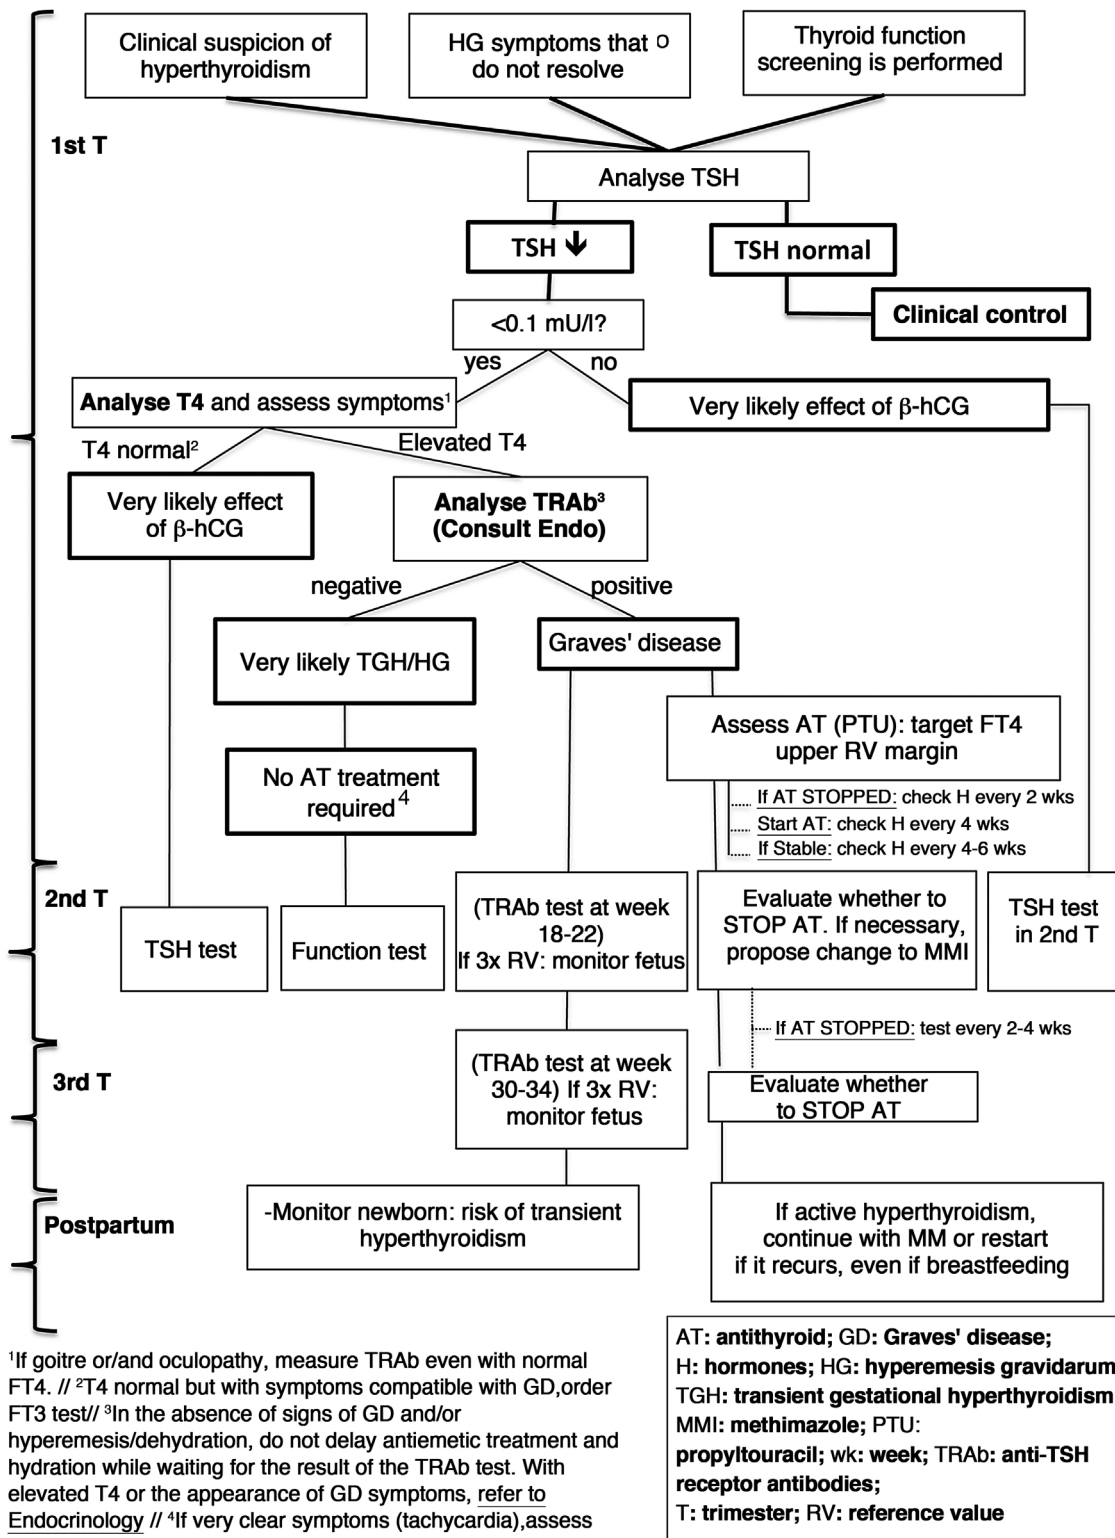 Clinical suspicion of
hyperthyroidism
HG symptoms that o
do not resolve
Thyroid function
screening is performed
1st T
Analyse TSH
TSH ↓
TSH normal
Clinical control
<0.1 mU/l?
yes
no
Analyse T4 and assess symptoms¹
Very likely effect of β-hCG
T4 normal²
Elevated T4
Very likely effect
of β-hCG
Analyse TRAb³
(Consult Endo)
negative
positive
Very likely TGH/HG
Graves' disease
Assess AT (PTU): target FT4
upper RV margin
No AT treatment
required⁴
If AT STOPPED: check H every 2 wks
Start AT: check H every 4 wks
If Stable: check H every 4-6 wks
2nd T
TSH test
Function test
(TRAb test at week
18-22)
If 3x RV: monitor fetus
Evaluate whether to
STOP AT. If necessary,
propose change to MMI
TSH test
in 2nd T
If AT STOPPED: test every 2-4 wks
3rd T
(TRAb test at week
30-34) If 3x RV:
monitor fetus
Evaluate whether
to STOP AT
Postpartum
-Monitor newborn: risk of transient
hyperthyroidism
If active hyperthyroidism,
continue with MM or restart
if it recurs, even if breastfeeding
¹If goitre or/and oculopathy, measure TRAb even with normal
FT4. // ²T4 normal but with symptoms compatible with GD,order
FT3 test// ³In the absence of signs of GD and/or
hyperemesis/dehydration, do not delay antiemetic treatment and
hydration while waiting for the result of the TRAb test. With
elevated T4 or the appearance of GD symptoms, refer to
Endocrinology // ⁴If very clear symptoms (tachycardia),assess
AT: antithyroid; GD: Graves' disease;
H: hormones; HG: hyperemesis gravidarum
TGH: transient gestational hyperthyroidism
MMI: methimazole; PTU:
propyltouracil; wk: week; TRAb: anti-TSH
receptor antibodies;
T: trimester; RV: reference value